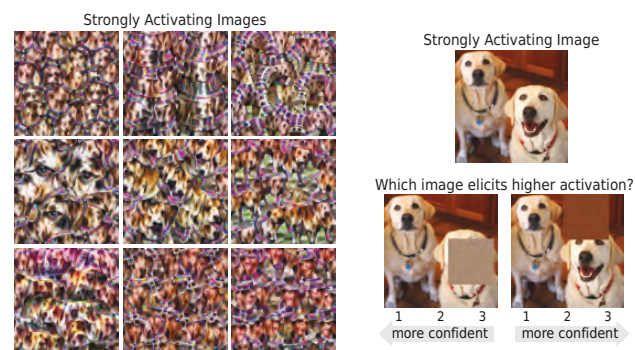 Strongly Activating Images
Strongly Activating Image
Which image elicits higher activation?
1 2 3 1 2 3
more confident more confident